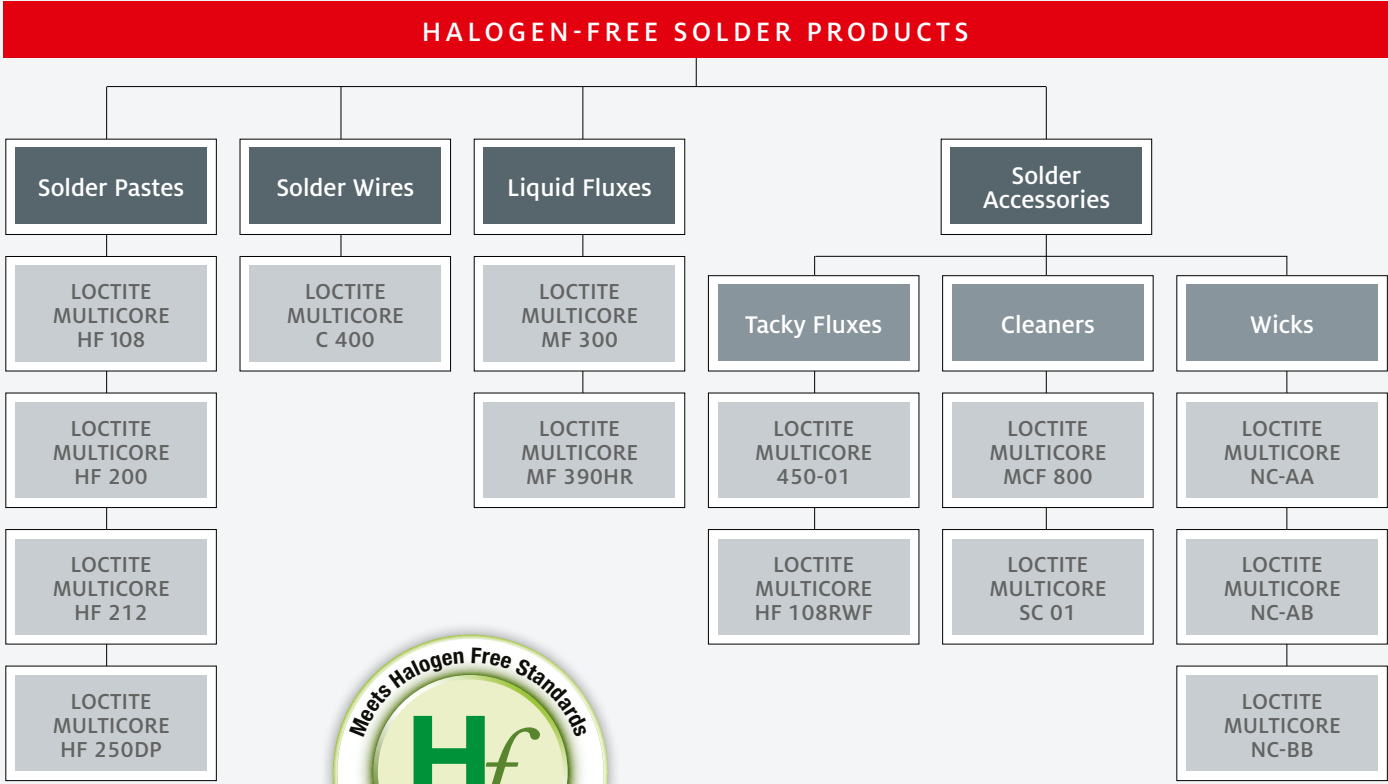 HALOGEN-FREE SOLDER PRODUCTS
Solder Pastes
LOCTITE
MULTICORE
HF 108
LOCTITE
MULTICORE
HF 200
LOCTITE
MULTICORE
HF 212
LOCTITE
MULTICORE
HF 250DP
Solder Wires
LOCTITE
MULTICORE
C 400
Liquid Fluxes
LOCTITE
MULTICORE
MF 300
LOCTITE
MULTICORE
MF 390HR
Solder
Accessories
Tacky Fluxes
LOCTITE
MULTICORE
450-01
LOCTITE
MULTICORE
HF 108RWF
Cleaners
LOCTITE
MULTICORE
MCF 800
LOCTITE
MULTICORE
SC 01
Wicks
LOCTITE
MULTICORE
NC-AA
LOCTITE
MULTICORE
NC-AB
LOCTITE
MULTICORE
NC-BB
Meets Halogen Free Standards
Hf